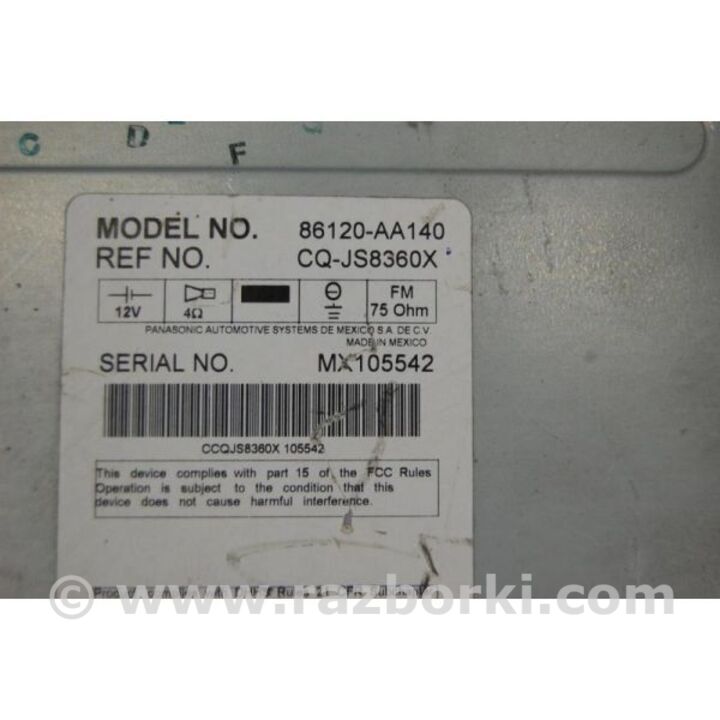 C D F
MODEL NO. 86120-AA140
REF NO. CQ-JS8360X
12V 4Ω FM 75 Ohm
PANASONIC AUTOMOTIVE SYSTEMS DE MEXICO S.A. DE C.V.
MADE IN MEXICO
SERIAL NO. MX105542
CCQJS8360X 105542
This device complies with part 15 of the FCC Rules
Operation is subject to the condition that this
device does not cause harmful interference.
© www.razborki.com